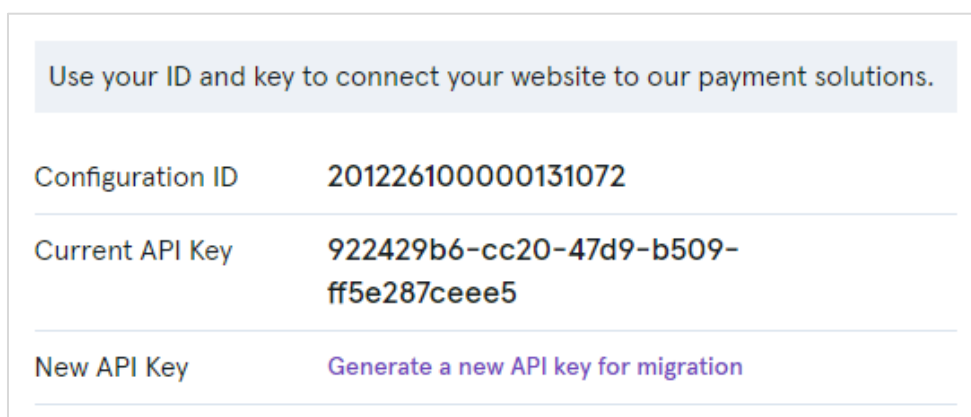 Use your ID and key to connect your website to our payment solutions.
Configuration ID 201226100000131072
Current API Key 922429b6-cc20-47d9-b509-
ff5e287ceee5
New API Key Generate a new API key for migration